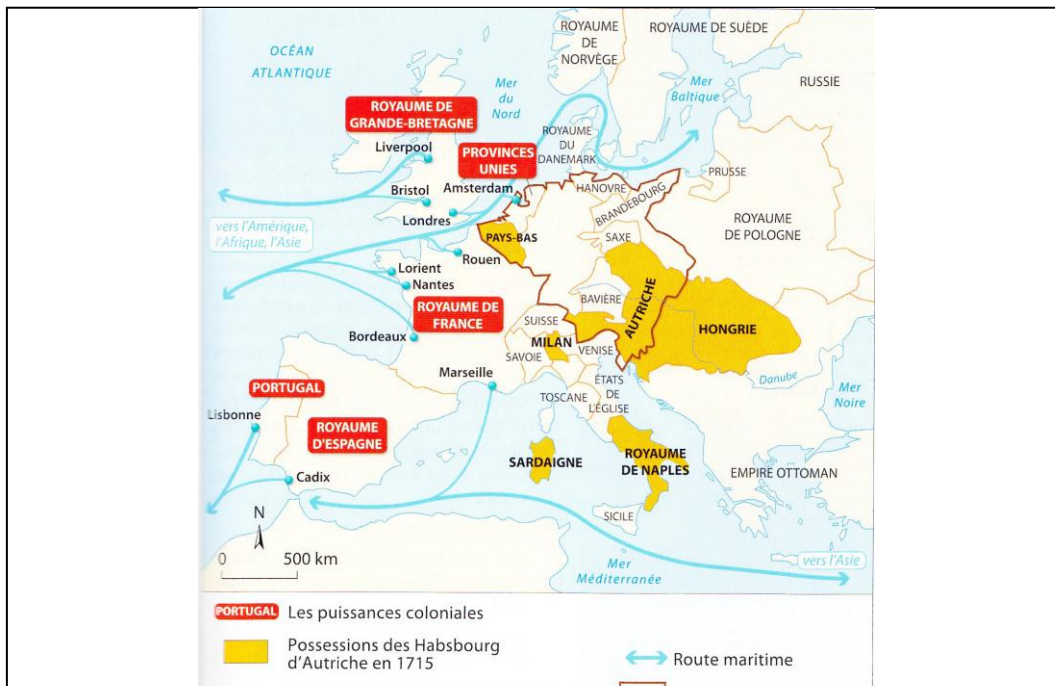 OCÉAN
ATLANTIQUE
ROYAUME
DE
NORVÈGE
ROYAUME DE SUÈDE
RUSSIE
Mer
du
Nord
Mer
Baltique
ROYAUME DE
GRANDE-BRETAGNE
Liverpool
ROYAUME
DU
DANEMARK
PROVINCES
UNIES
PRUSSE
Bristol
Amsterdam
HANOVRE
BRANDEBOURG
Londres
vers l'Amérique,
l'Afrique, l'Asie
PAYS-BAS
SAXE
ROYAUME
DE POLOGNE
Rouen
Lorient
Nantes
ROYAUME DE
FRANCE
BAVIÈRE
AUTRICHE
HONGRIE
Bordeaux
SUISSE
MILAN
SAVOIE
VENISE
Marseille
Danube
Mer
Noire
TOSCANE
ÉTATS
DE
L'ÉGLISE
PORTUGAL
Lisbonne
ROYAUME
D'ESPAGNE
SARDAIGNE
ROYAUME
DE NAPLES
EMPIRE OTTOMAN
Cadix
N
SICILE
0 500 km
Mer
Méditerranée
vers l'Asie
PORTUGAL Les puissances coloniales
Possessions des Habsbourg
d'Autriche en 1715
Route maritime